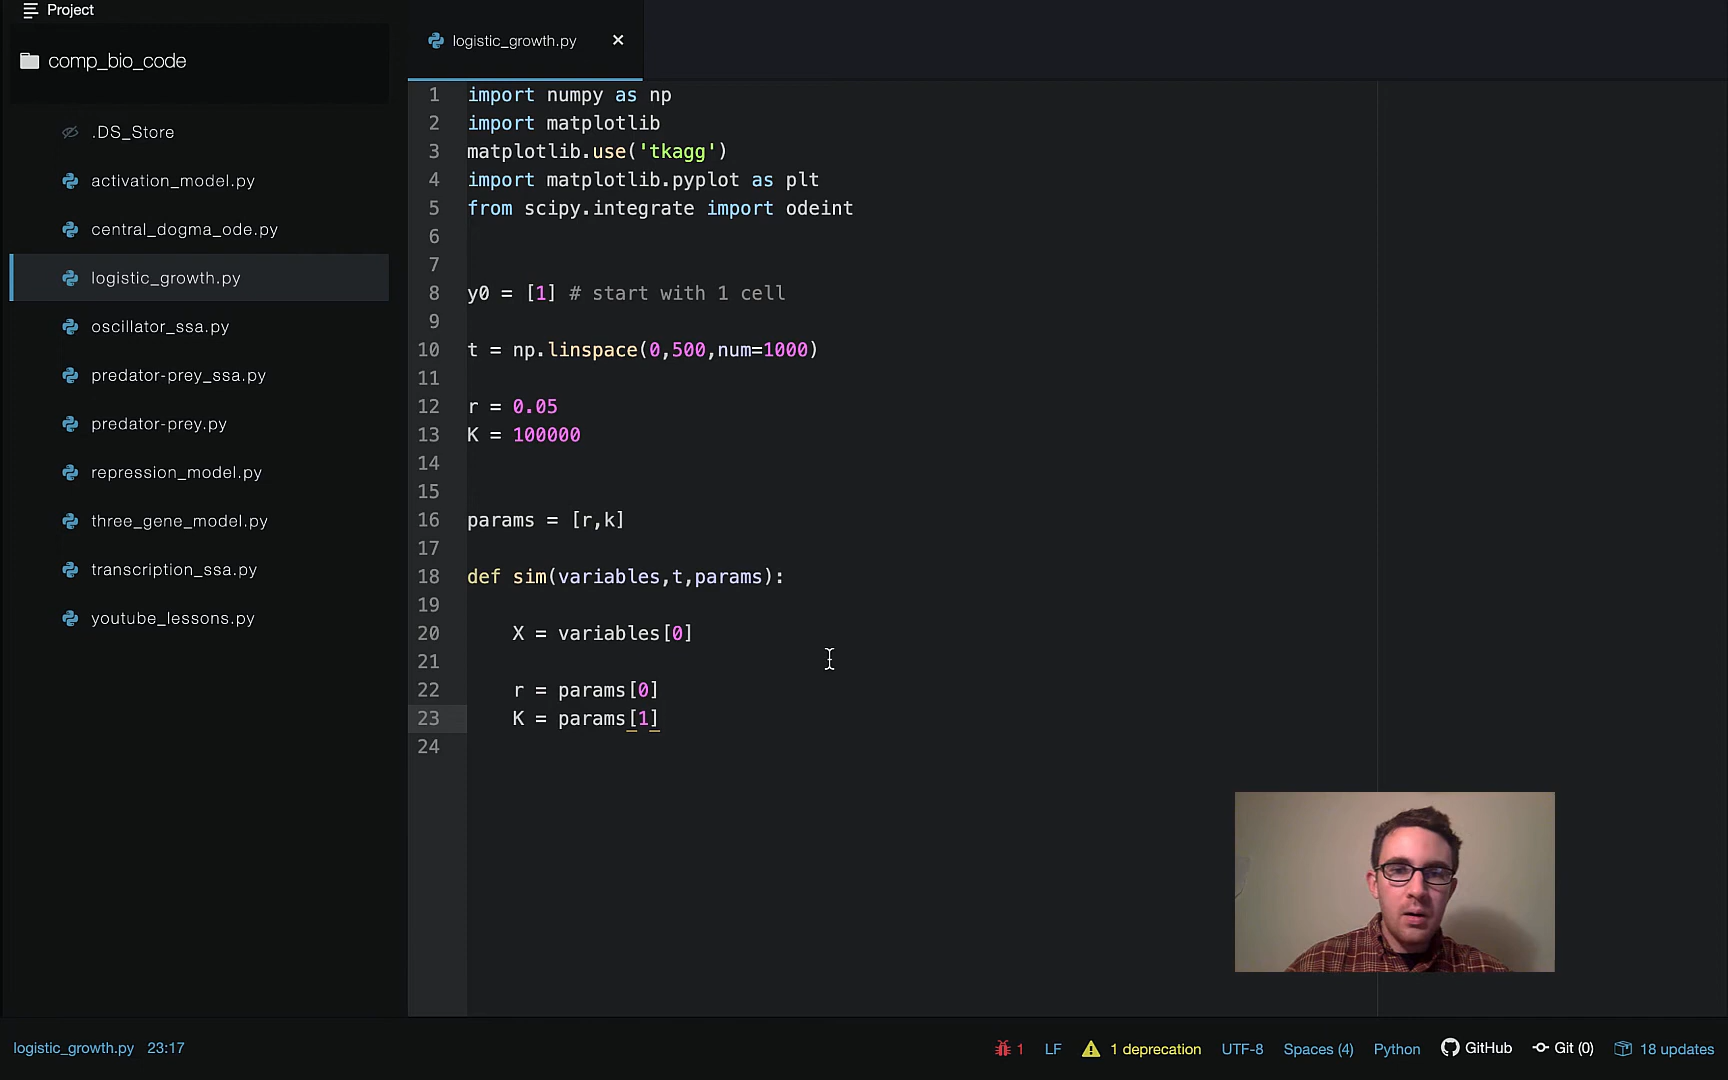 Project
comp_bio_code
.DS_Store
activation_model.py
central_dogma_ode.py
logistic_growth.py
oscillator_ssa.py
predator-prey_ssa.py
predator-prey.py
repression_model.py
three_gene_model.py
transcription_ssa.py
youtube_lessons.py
logistic_growth.py
1 import numpy as np
2 import matplotlib
3 matplotlib.use('tkagg')
4 import matplotlib.pyplot as plt
5 from scipy.integrate import odeint
6
7
8 y0 = [1] # start with 1 cell
9
10 t = np.linspace(0,500,num=1000)
11
12 r = 0.05
13 K = 100000
14
15
16 params = [r,k]
17
18 def sim(variables,t,params):
19
20 X = variables[0]
21
22 r = params[0]
23 K = params[1]
24
logistic_growth.py 23:17
1 LF 1 deprecation UTF-8 Spaces (4) Python GitHub Git (0) 18 updates